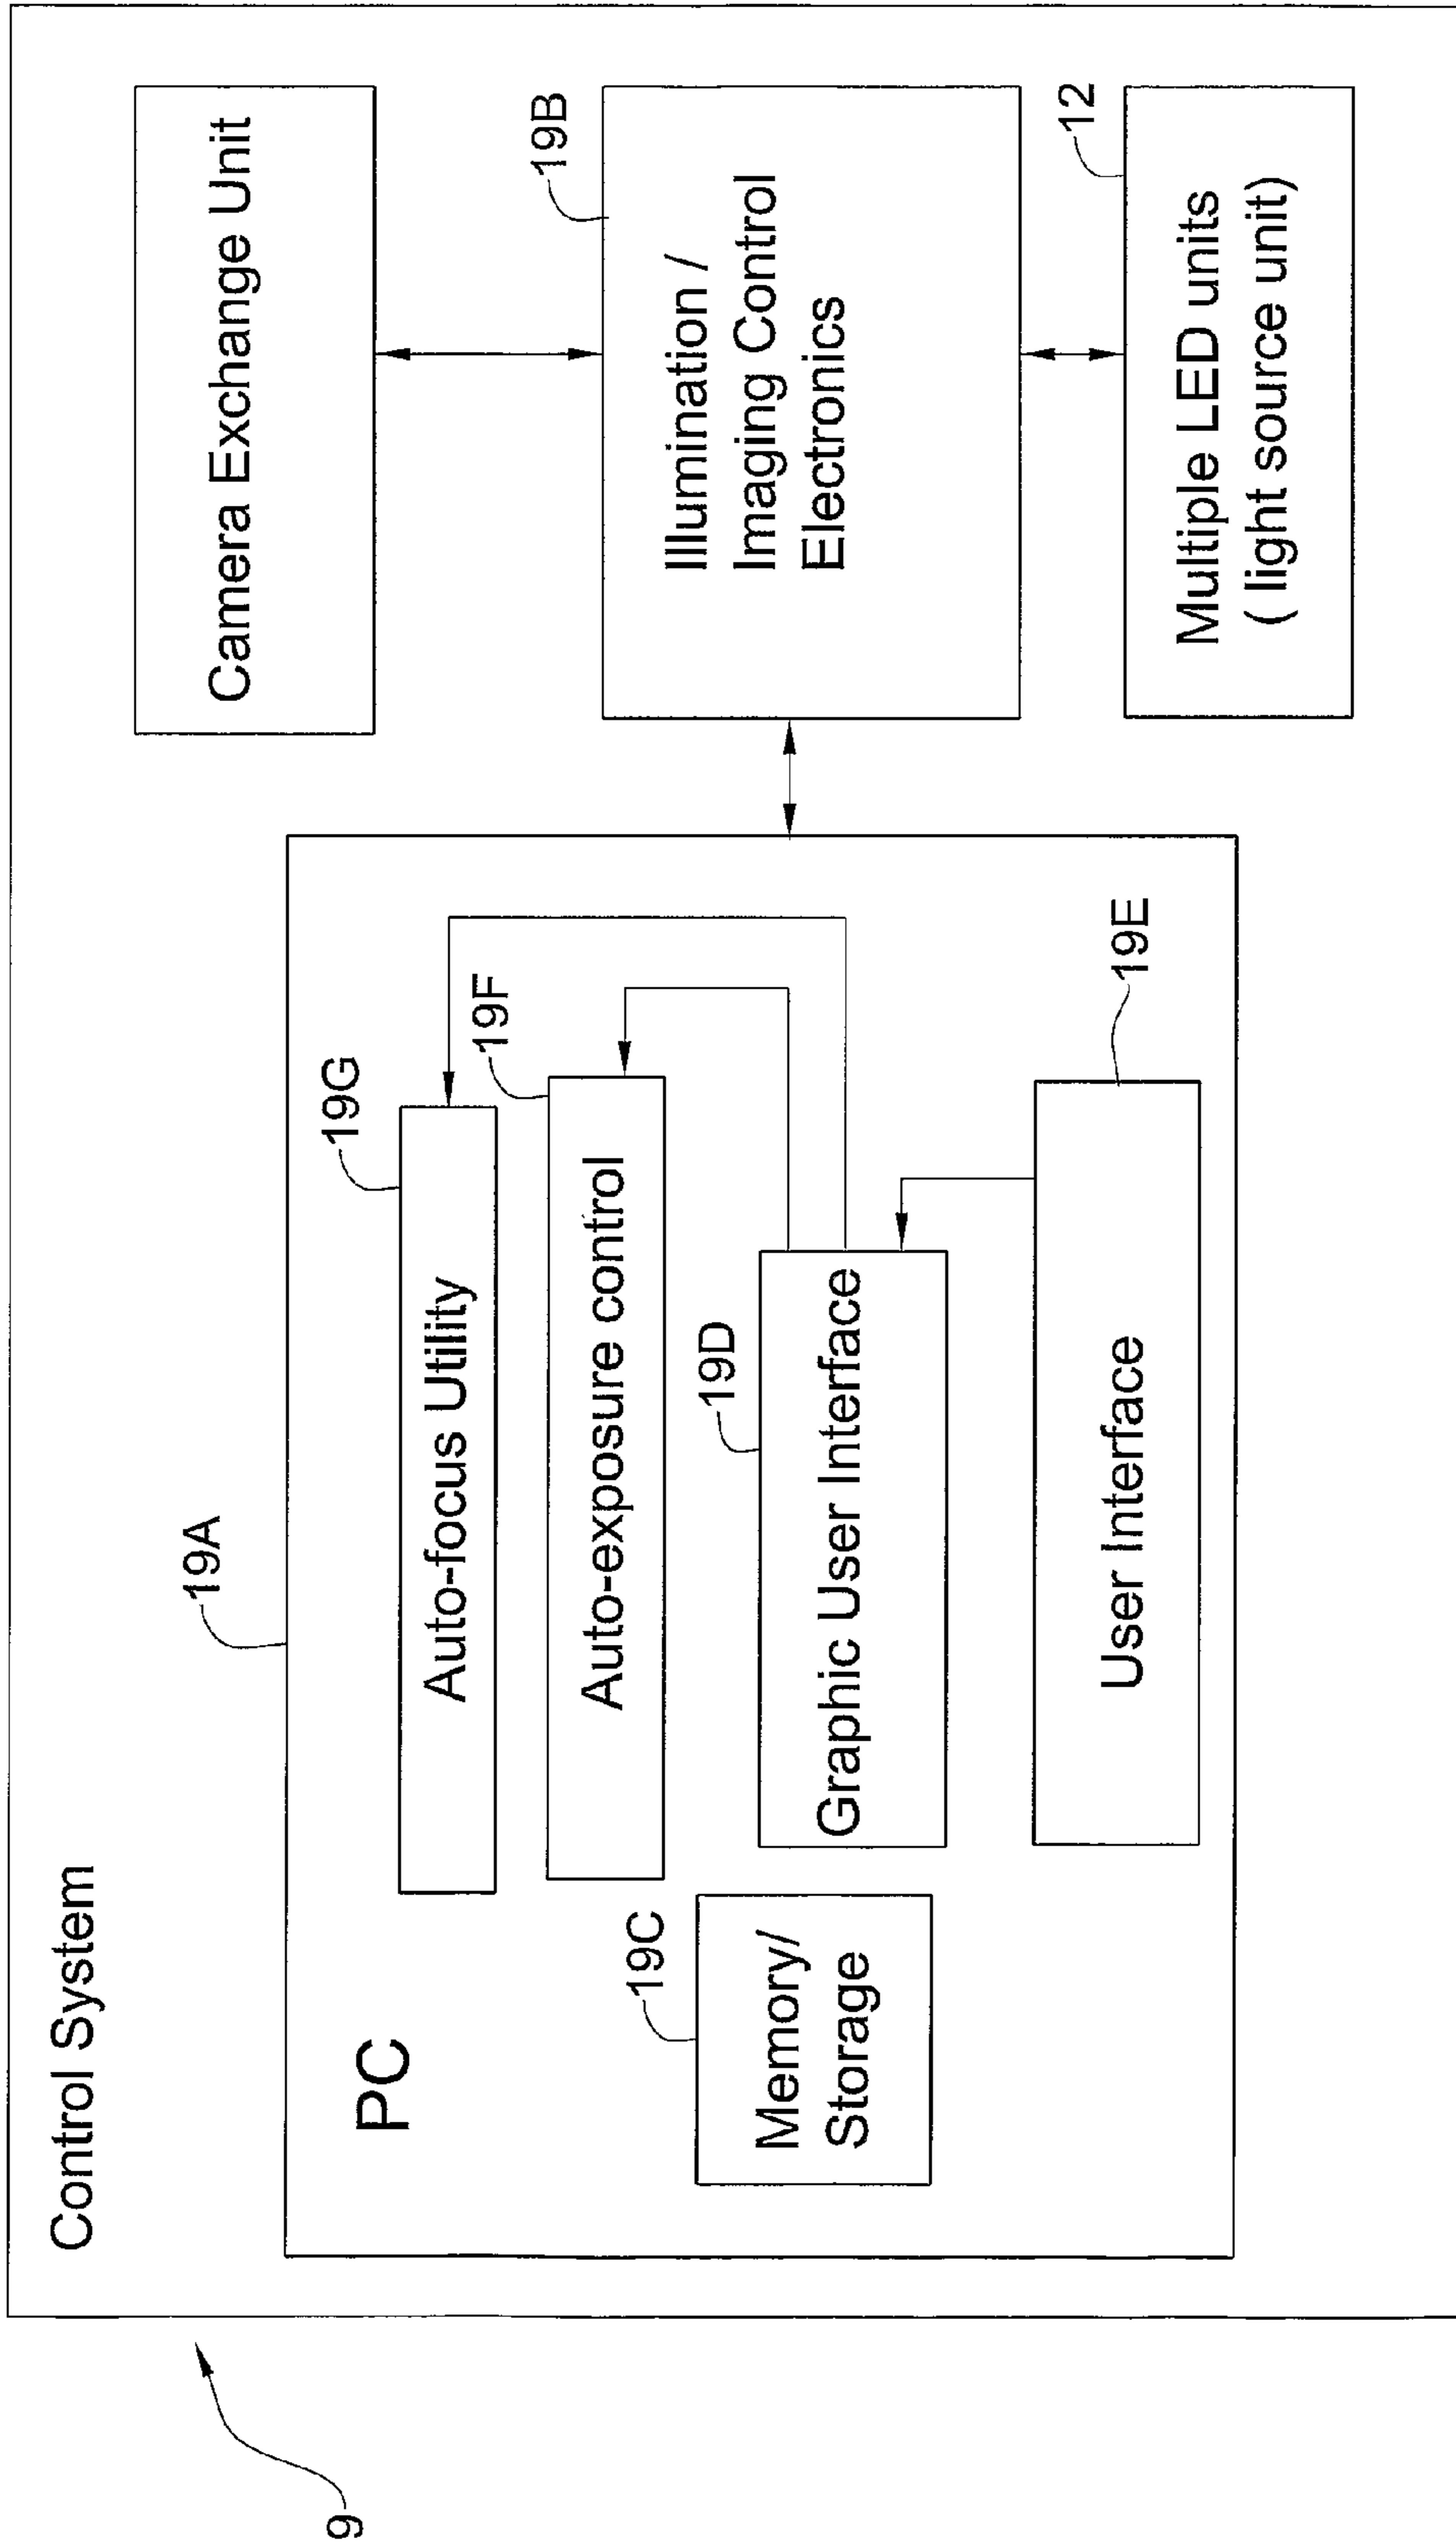 Control System
9
19A
PC
19G
Auto-focus Utility
19F
Auto-exposure control
19C
Memory/
Storage
19D
Graphic User Interface
19E
User Interface
Camera Exchange Unit
19B
Illumination /
Imaging Control
Electronics
12
Multiple LED units
( light source unit)